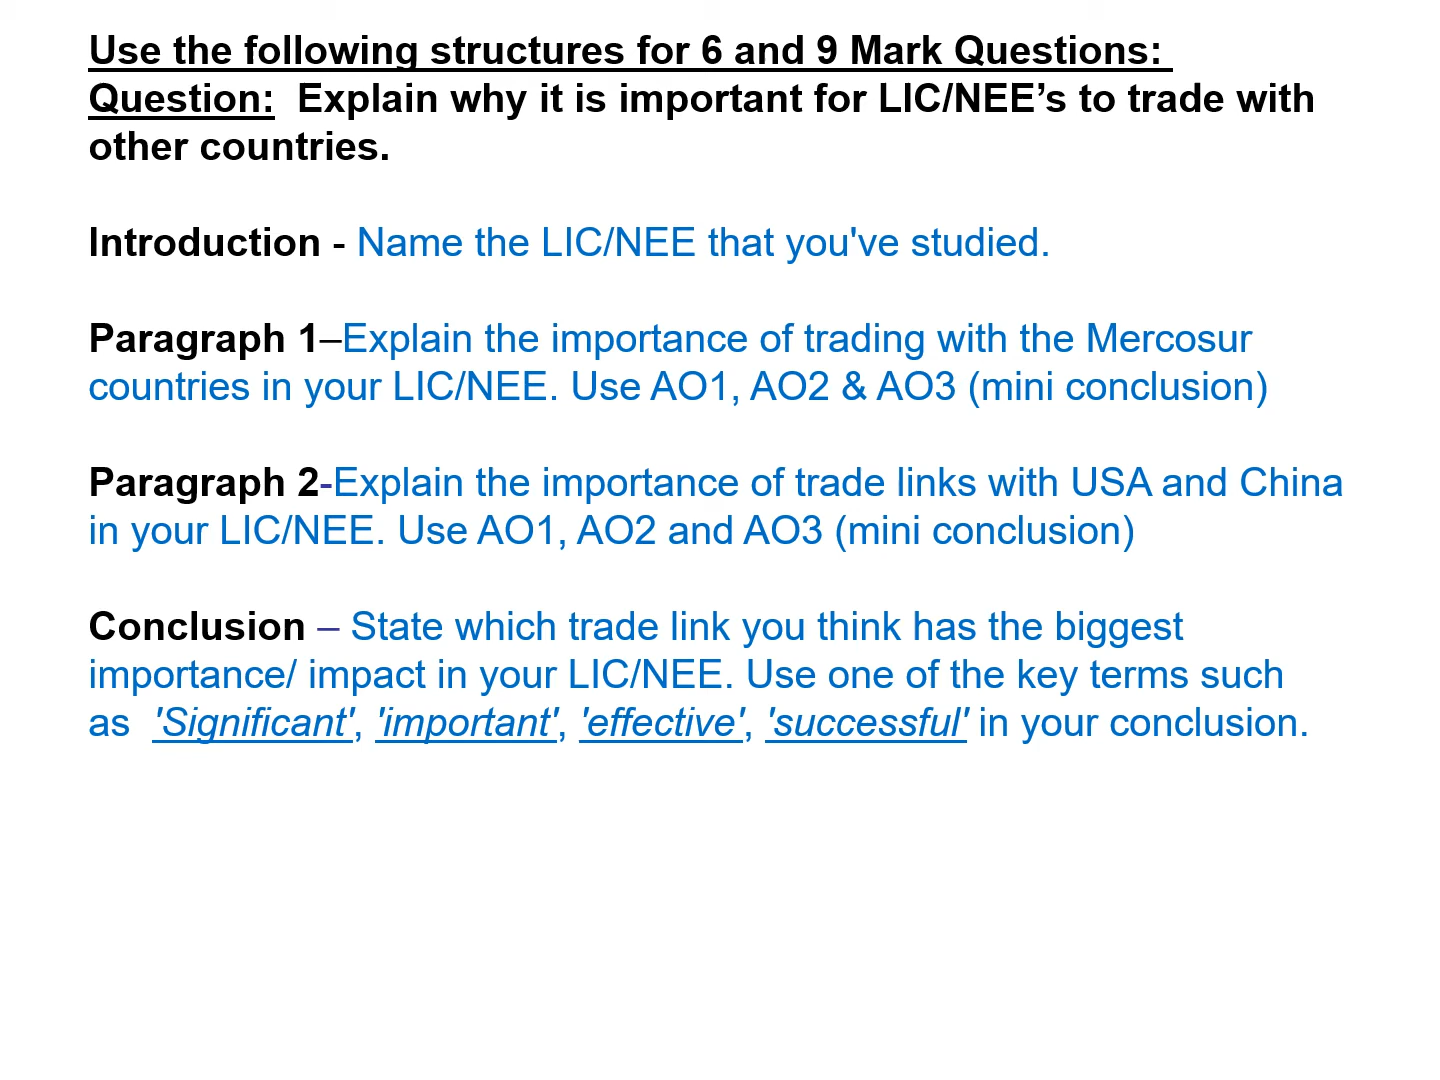 Use the following structures for 6 and 9 Mark Questions:
Question:  Explain why it is important for LIC/NEE’s to trade with
other countries.
Introduction - Name the LIC/NEE that you've studied.
Paragraph 1–Explain the importance of trading with the Mercosur
countries in your LIC/NEE. Use AO1, AO2 & AO3 (mini conclusion)
Paragraph 2-Explain the importance of trade links with USA and China
in your LIC/NEE. Use AO1, AO2 and AO3 (mini conclusion)
Conclusion – State which trade link you think has the biggest
importance/ impact in your LIC/NEE. Use one of the key terms such
as  'Significant', 'important', 'effective', 'successful' in your conclusion.